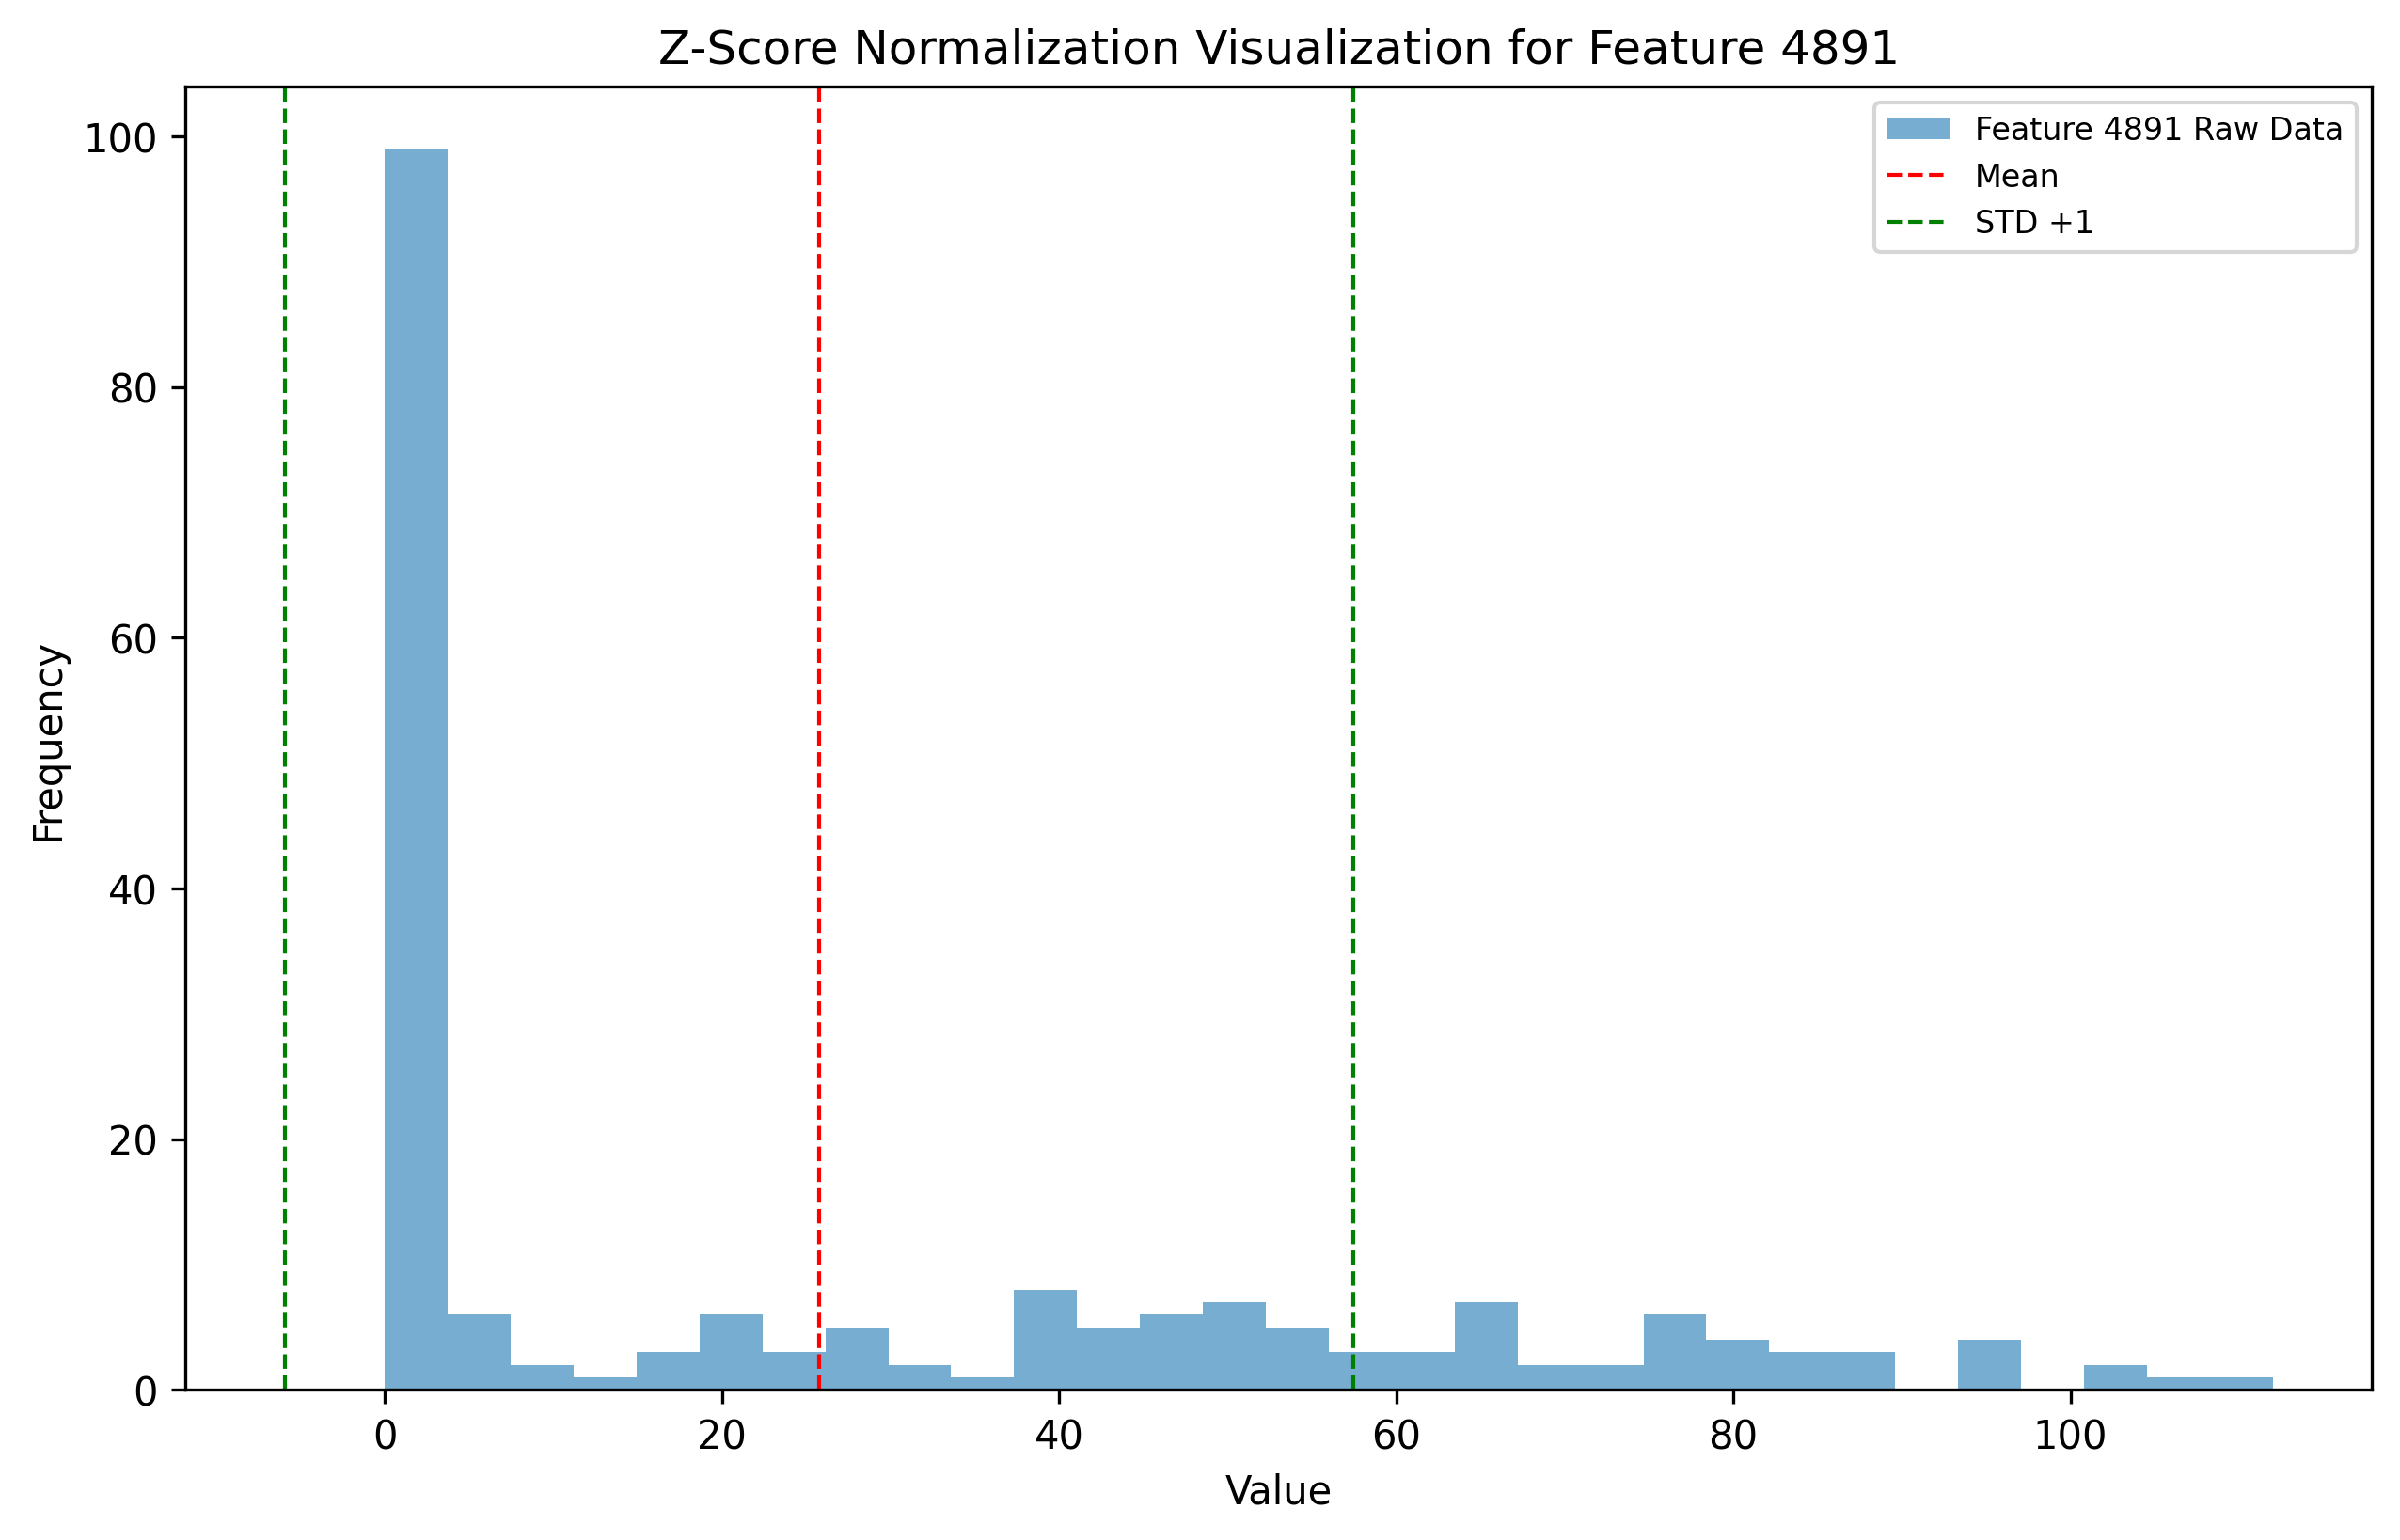 Z-Score Normalization Visualization for Feature 4891
Feature 4891 Raw Data
Mean
STD +1
100
80
60
40
20
0
Frequency
0 20 40 60 80 100
Value